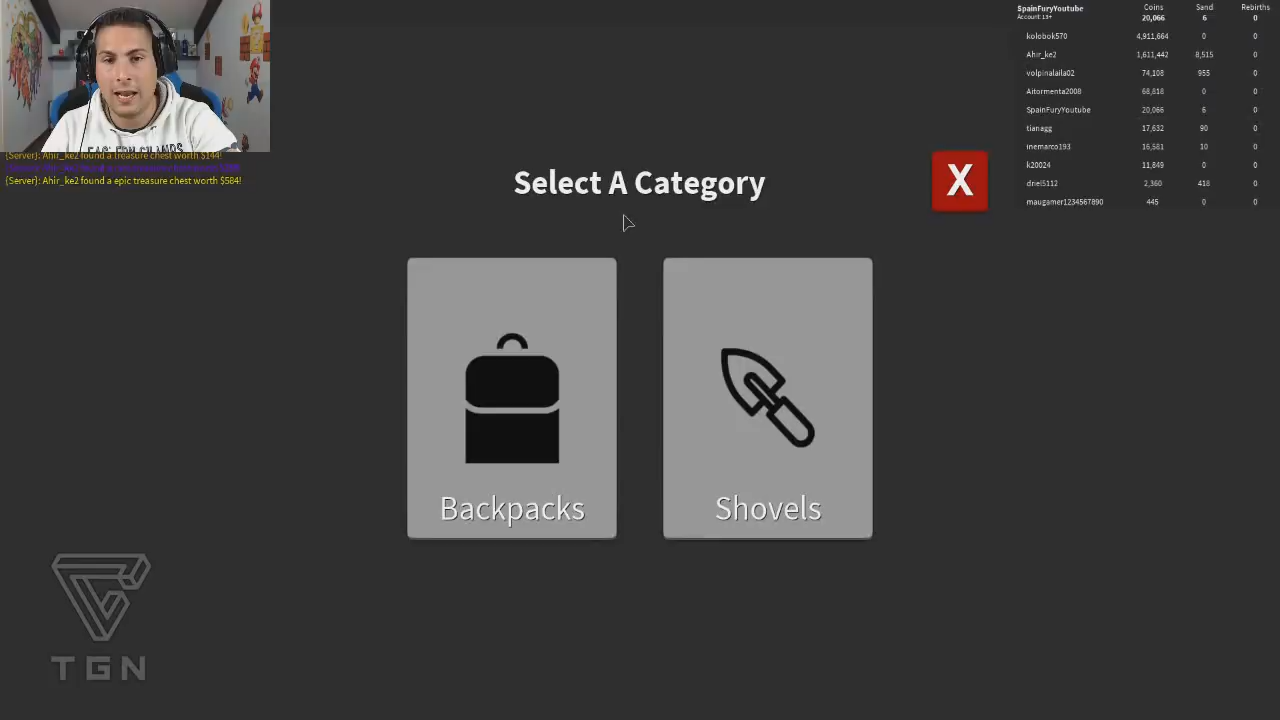 SpainFuryYoutube
Account: 13+
Coins Sand Rebirths
20,066 6 0
kolobok570 4,911,664 0 0
Ahir_ke2 1,611,442 8,515 0
volpinalaila02 74,108 955 0
Aitormenta2008 68,818 0 0
SpainFuryYoutube 20,066 6 0
tianagg 17,632 90 0
inemarco193 16,581 10 0
k20024 11,849 0 0
driel5112 2,360 418 0
maugamer1234567890 445 0 0
{Server}: Ahir_ke2 found a treasure chest worth $144!
{Server}: Ahir_ke2 found a epic treasure chest worth $584!
Select A Category
X
Backpacks
Shovels
TGN